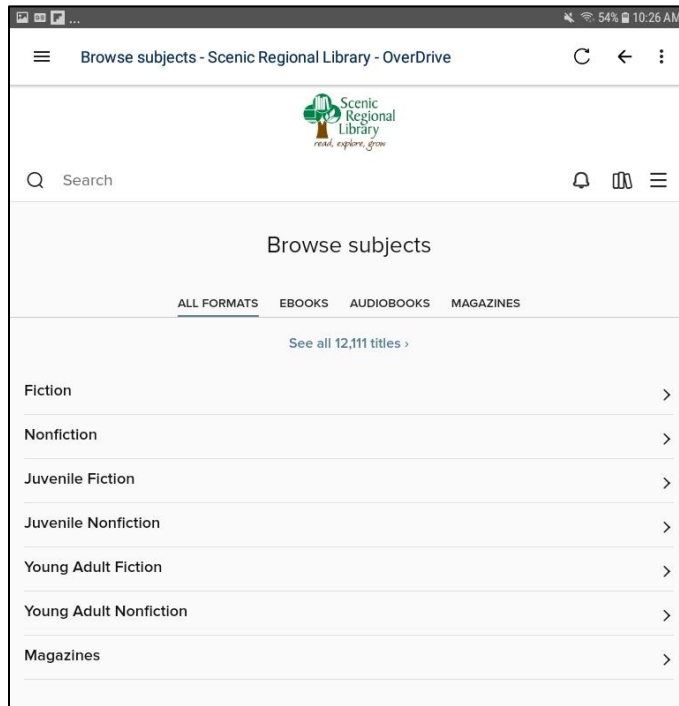 ... 54% 10:26 AM
Browse subjects - Scenic Regional Library - OverDrive
Scenic
Regional
Library
read, explore, grow
Search
Browse subjects
ALL FORMATS EBOOKS AUDIOBOOKS MAGAZINES
See all 12,111 titles ›
Fiction
Nonfiction
Juvenile Fiction
Juvenile Nonfiction
Young Adult Fiction
Young Adult Nonfiction
Magazines